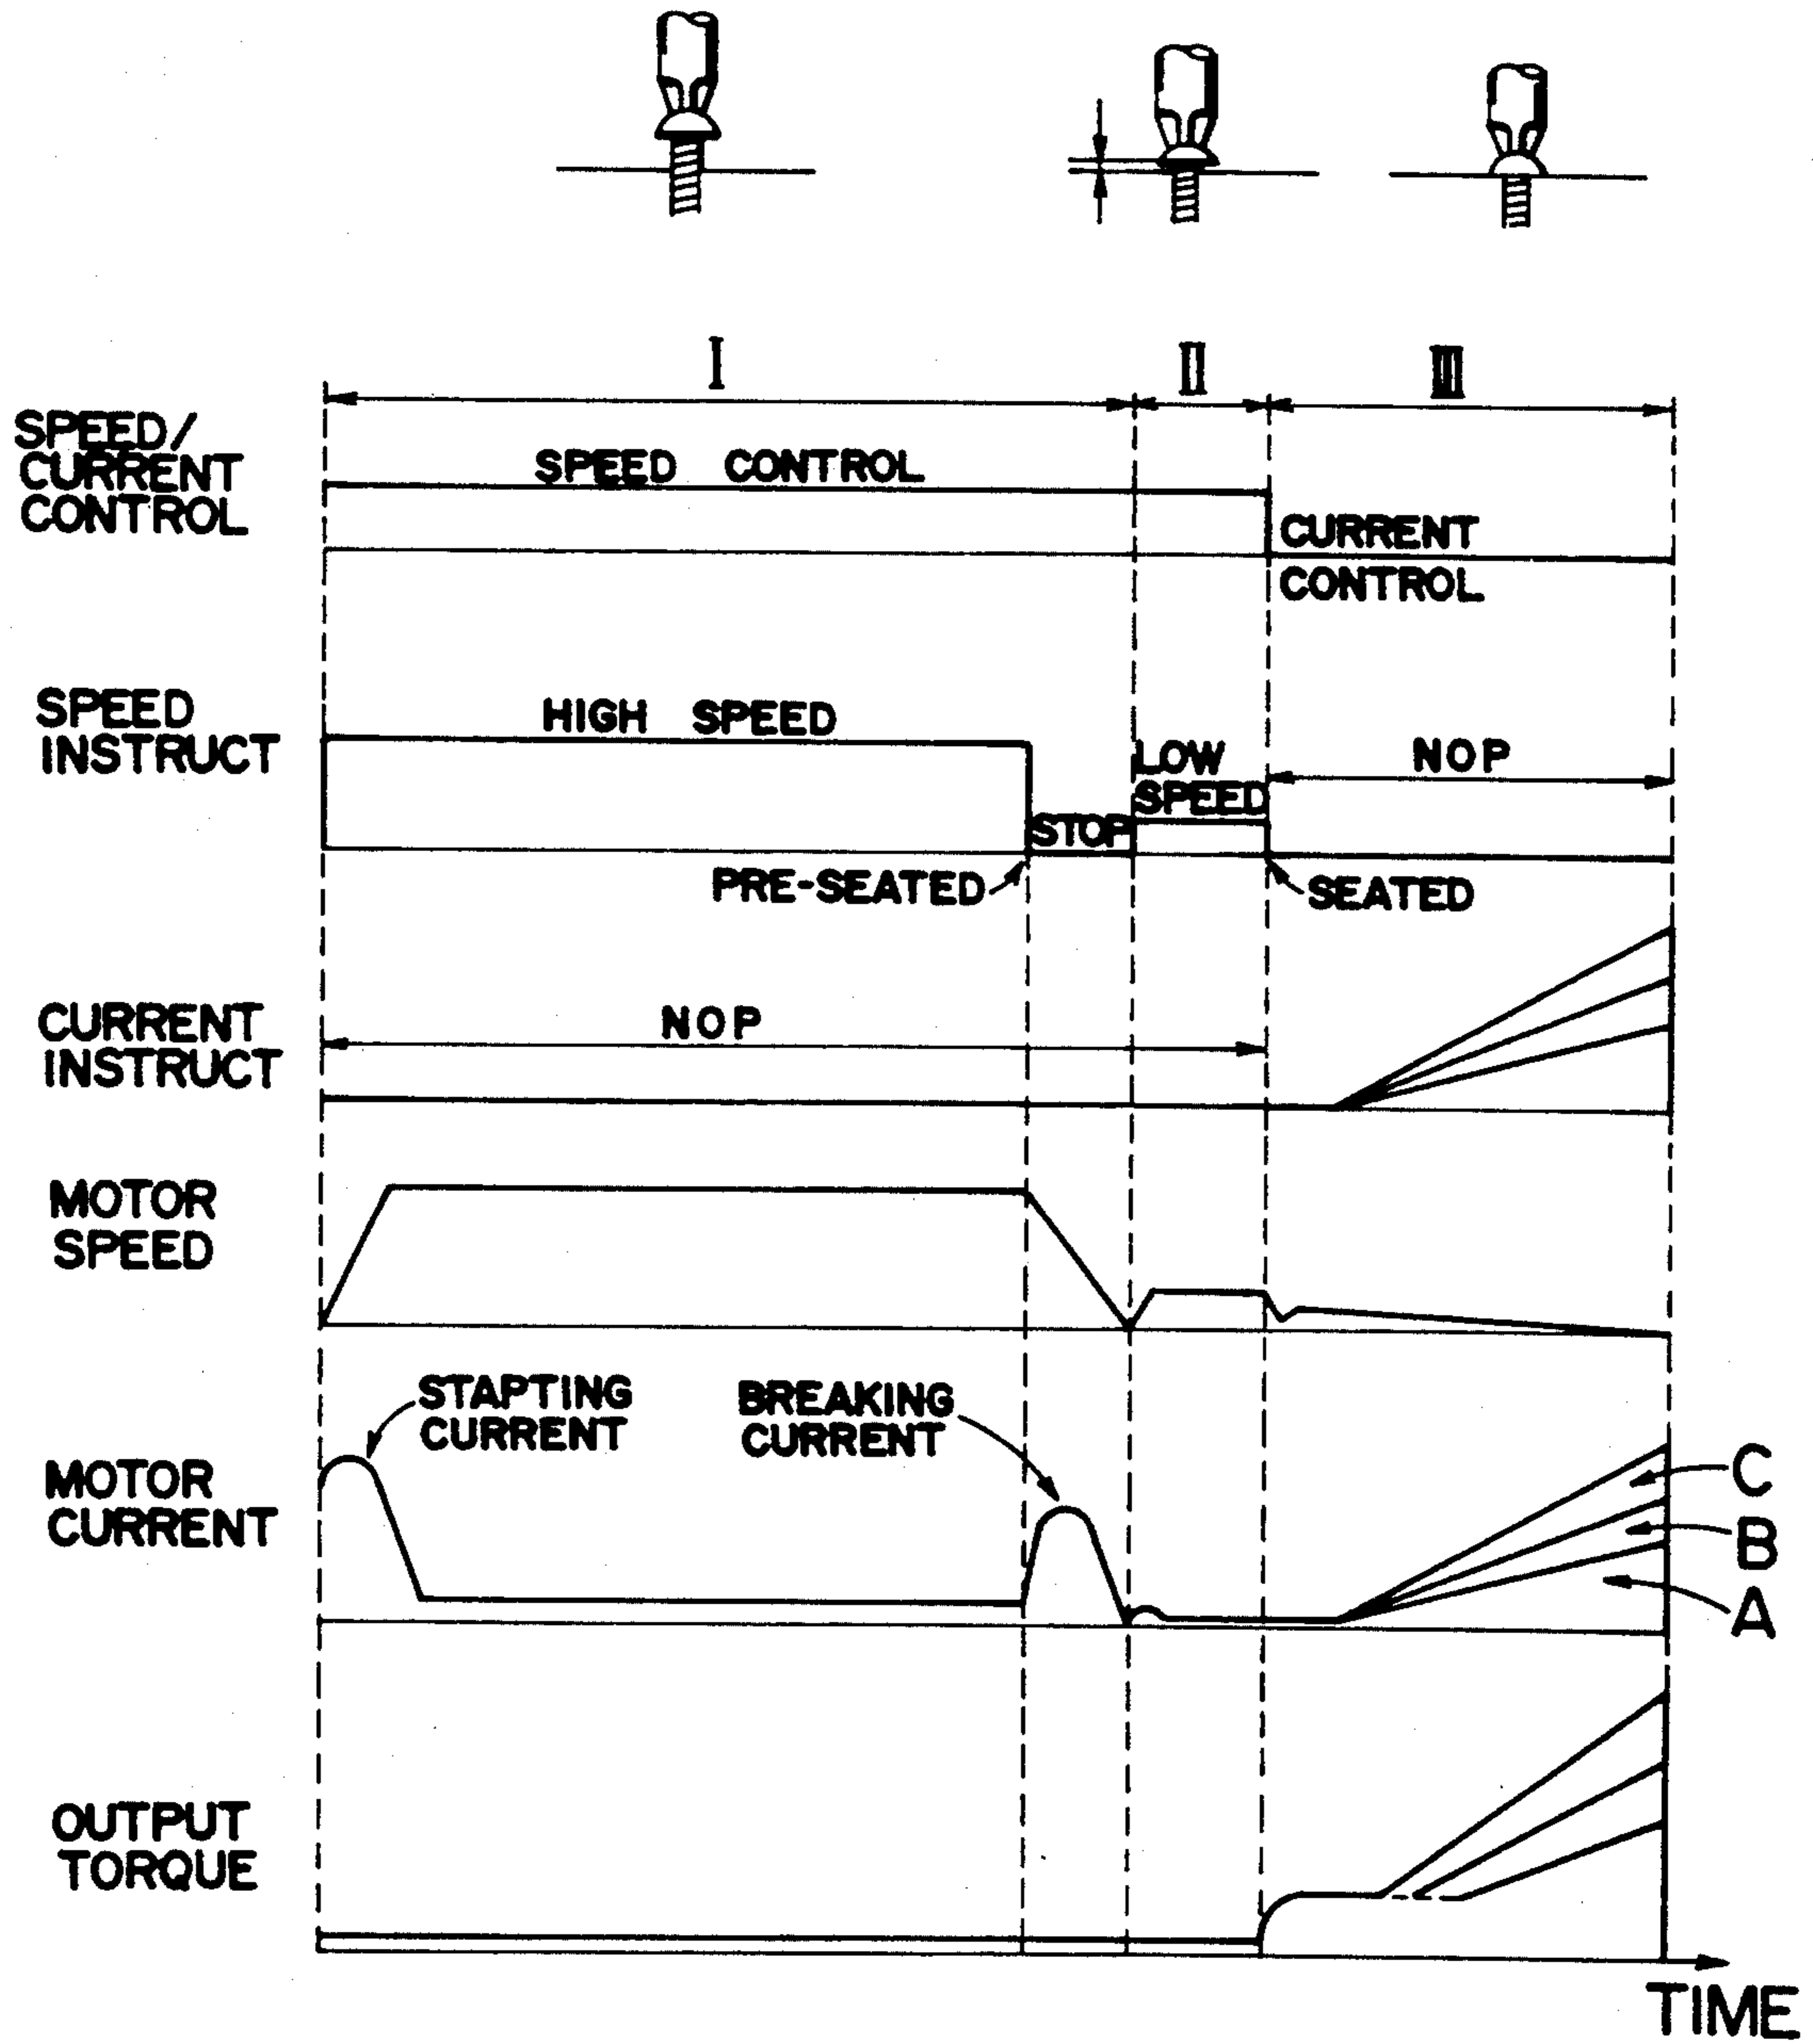 I
II
III
SPEED/
CURRENT
CONTROL
SPEED CONTROL
CURRENT
CONTROL
SPEED
INSTRUCT
HIGH SPEED
STOP
LOW
SPEED
NOP
PRE-SEATED
SEATED
CURRENT
INSTRUCT
NOP
MOTOR
SPEED
STAPTING
CURRENT
BREAKING
CURRENT
MOTOR
CURRENT
C
B
A
OUTPUT
TORQUE
TIME